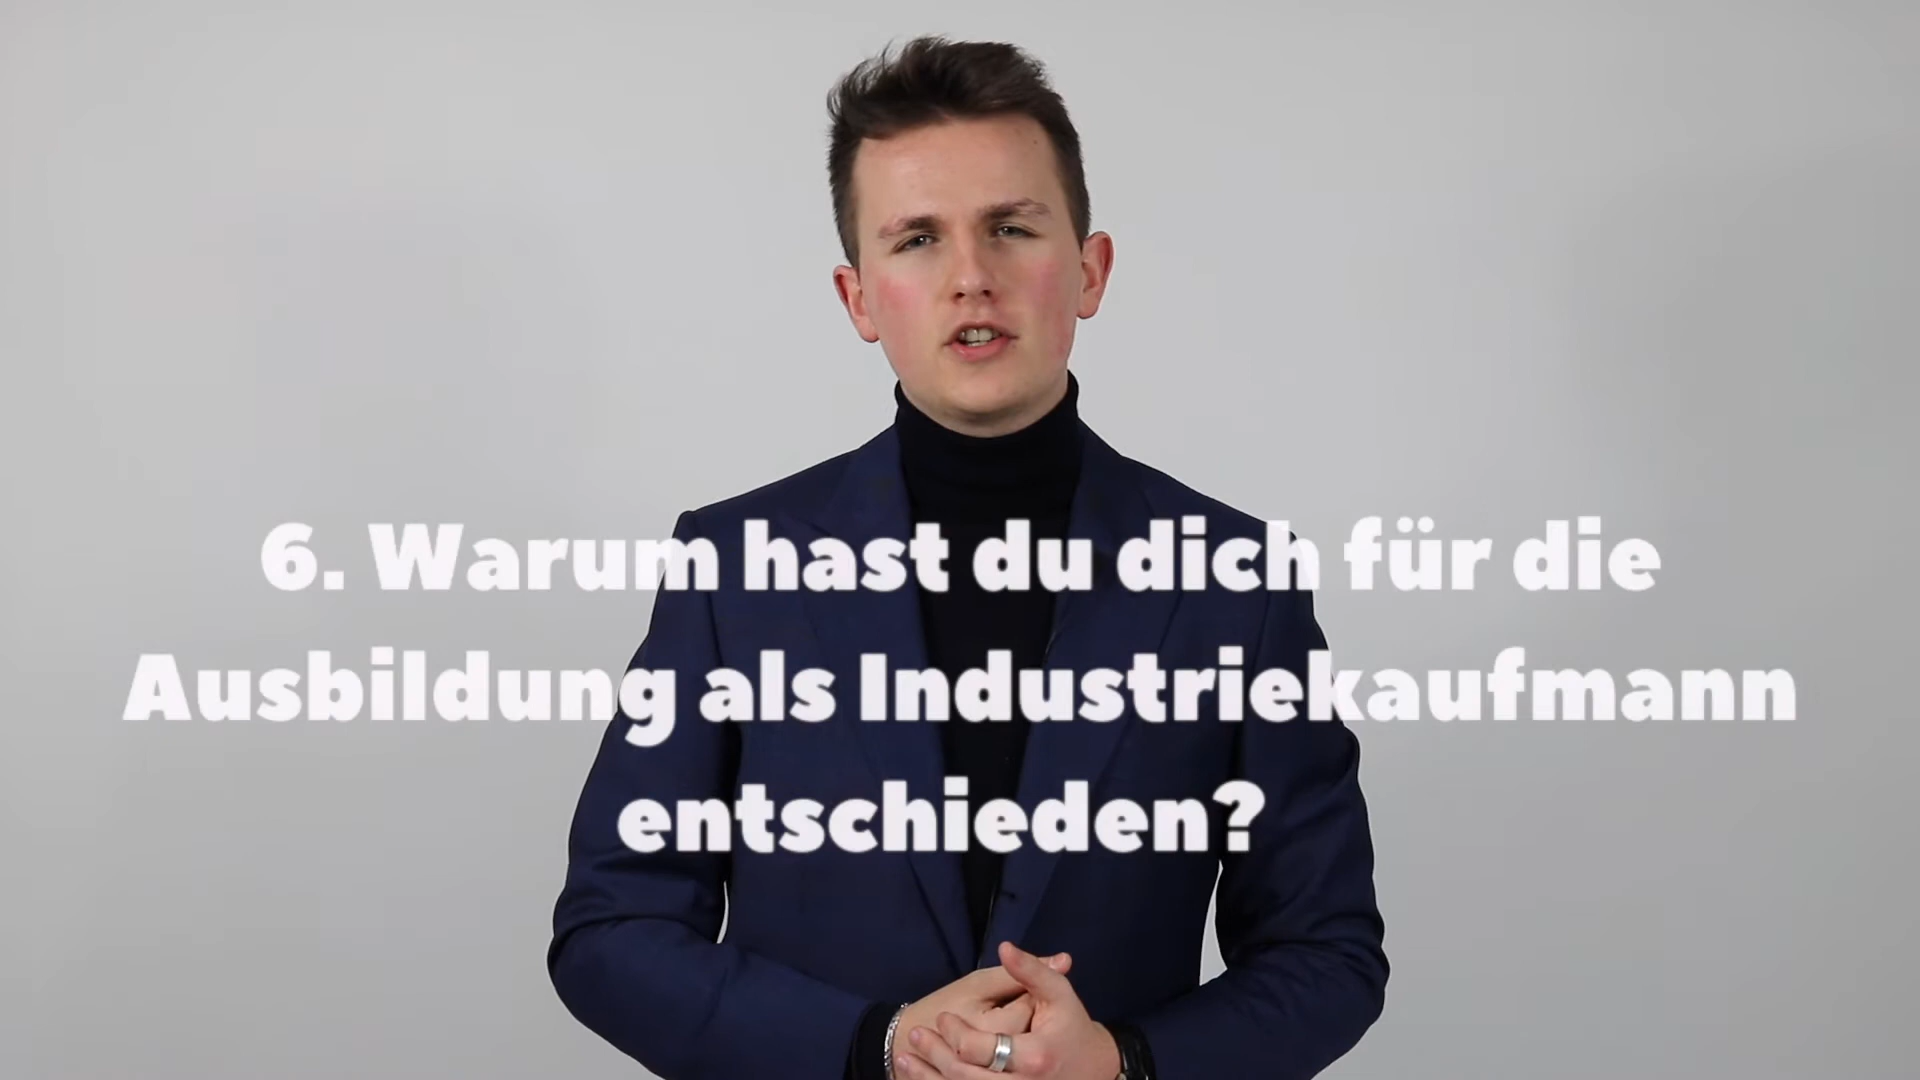 6. Warum hast du dich für die
Ausbildung als Industriekaufmann
entschieden?